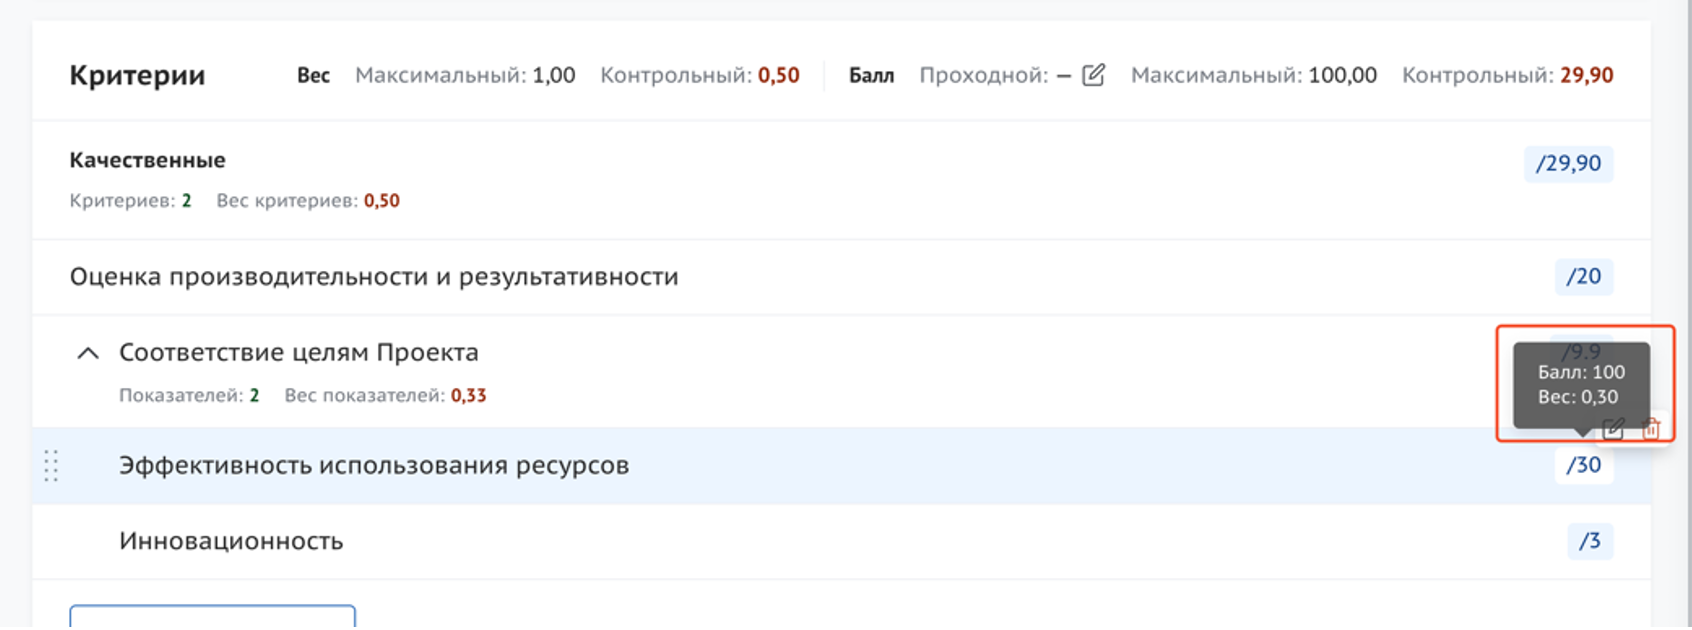 Критерии Вес Максимальный: 1,00 Контрольный: 0,50 Балл Проходной: — Максимальный: 100,00 Контрольный: 29,90
Качественные /29,90
Критериев: 2 Вес критериев: 0,50
Оценка производительности и результативности /20
Соответствие целям Проекта /9.9
Балл: 100
Показателей: 2 Вес показателей: 0,33 Вес: 0,30
Эффективность использования ресурсов /30
Инновационность /3